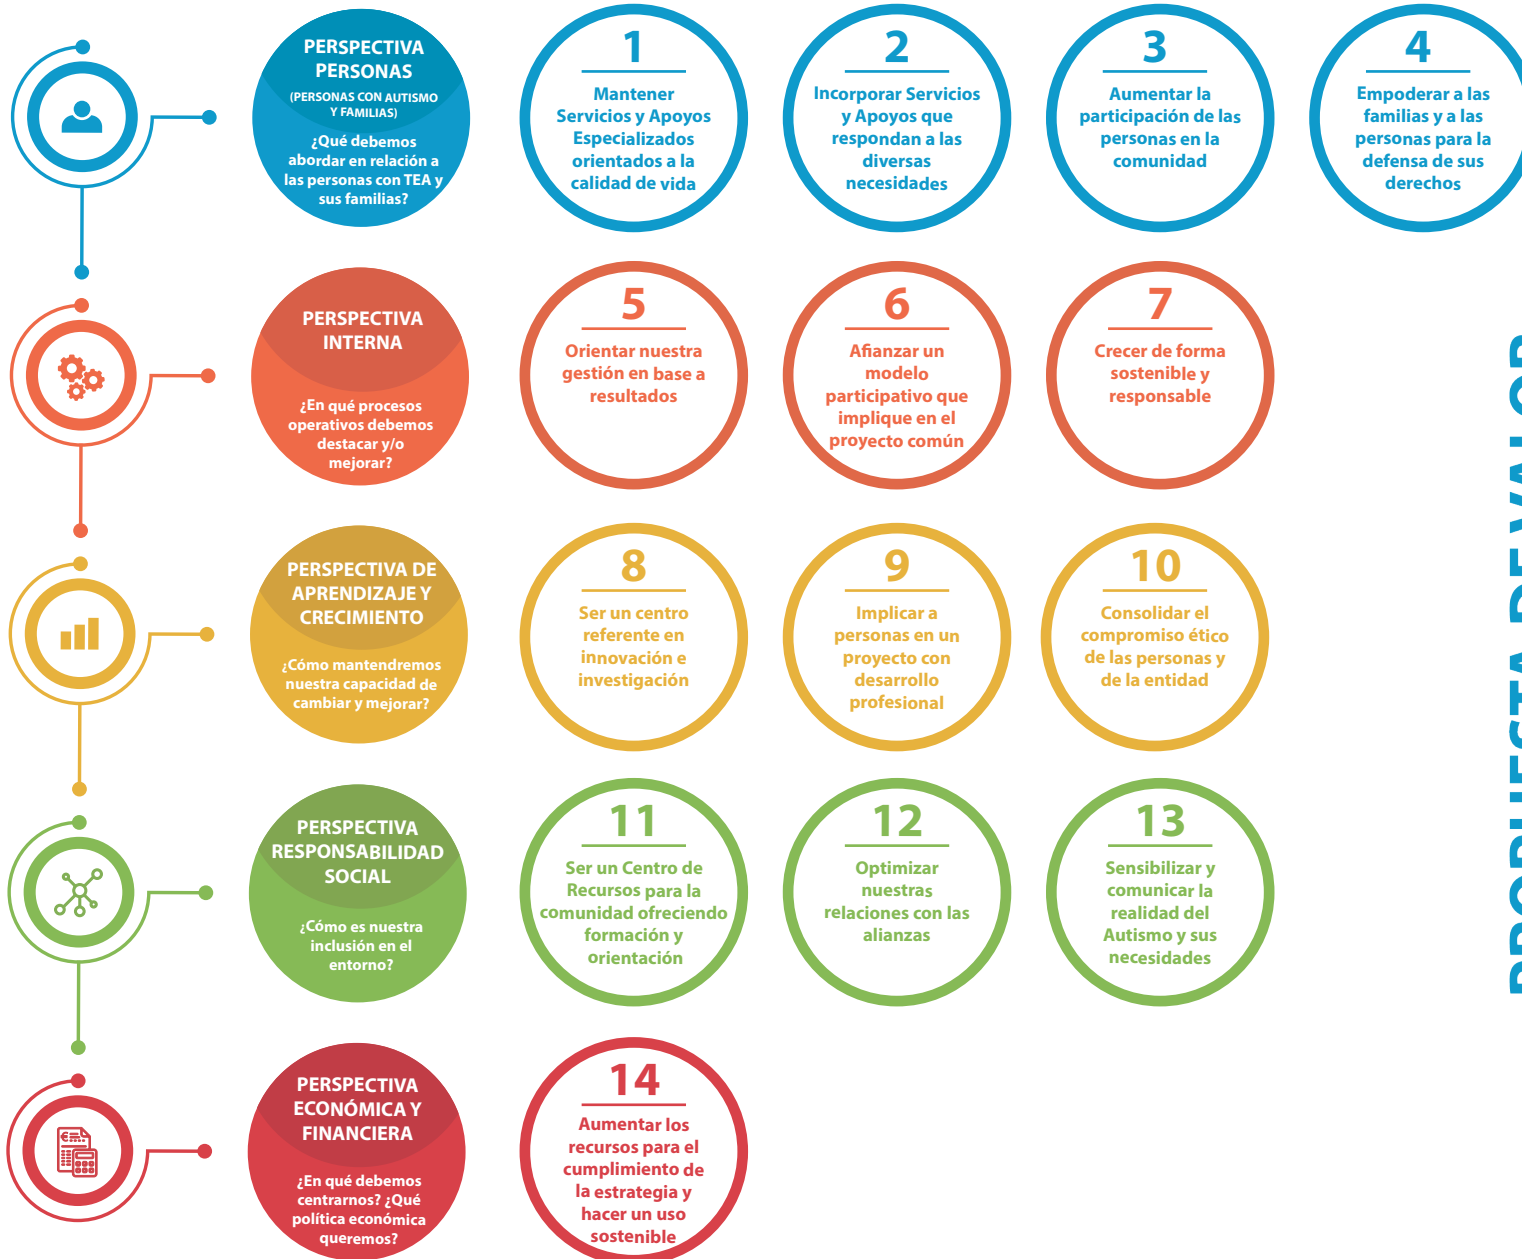 PERSPECTIVA
PERSONAS
(PERSONAS CON AUTISMO
Y FAMILIAS)
¿Qué debemos
abordar en relación a
las personas con TEA y
sus familias?
1
Mantener
Servicios y Apoyos
Especializados
orientados a la
calidad de vida
2
Incorporar Servicios
y Apoyos que
respondan a las
diversas
necesidades
3
Aumentar la
participación de las
personas en la
comunidad
4
Empoderar a las
familias y a las
personas para la
defensa de sus
derechos
PERSPECTIVA
INTERNA
¿En qué procesos
operativos debemos
destacar y/o
mejorar?
5
Orientar nuestra
gestión en base a
resultados
6
Afianzar un
modelo
participativo que
implique en el
proyecto común
7
Crecer de forma
sostenible y
responsable
PERSPECTIVA DE
APRENDIZAJE Y
CRECIMIENTO
¿Cómo mantendremos
nuestra capacidad de
cambiar y mejorar?
8
Ser un centro
referente en
innovación e
investigación
9
Implicar a
personas en un
proyecto con
desarrollo
profesional
10
Consolidar el
compromiso ético
de las personas y
de la entidad
PERSPECTIVA
RESPONSABILIDAD
SOCIAL
¿Cómo es nuestra
inclusión en el
entorno?
11
Ser un Centro de
Recursos para la
comunidad ofreciendo
formación y
orientación
12
Optimizar
nuestras
relaciones con las
alianzas
13
Sensibilizar y
comunicar la
realidad del
Autismo y sus
necesidades
PERSPECTIVA
ECONÓMICA Y
FINANCIERA
¿En qué debemos
centrarnos? ¿Qué
política económica
queremos?
14
Aumentar los
recursos para el
cumplimiento de
la estrategia y
hacer un uso
sostenible
PROPUESTA DE VALOR